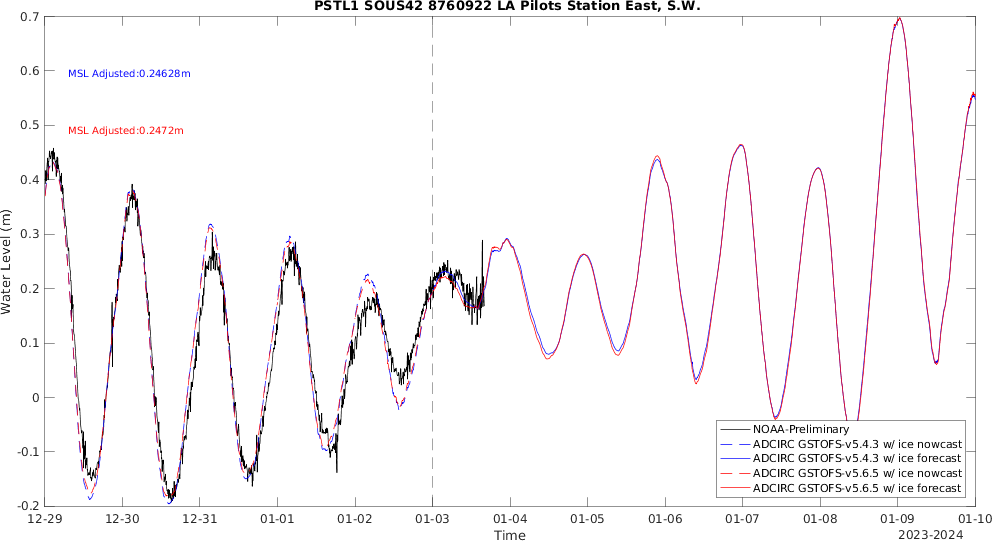 PSTL1 SOUS42 8760922 LA Pilots Station East, S.W.
0.7
0.6
0.5
0.4
0.3
0.2
0.1
0
-0.1
-0.2
Water Level (m)
MSL Adjusted:0.24628m
MSL Adjusted:0.2472m
NOAA-Preliminary
ADCIRC GSTOFS-v5.4.3 w/ ice nowcast
ADCIRC GSTOFS-v5.4.3 w/ ice forecast
ADCIRC GSTOFS-v5.6.5 w/ ice nowcast
ADCIRC GSTOFS-v5.6.5 w/ ice forecast
12-29 12-30 12-31 01-01 01-02 01-03 01-04 01-05 01-06 01-07 01-08 01-09 01-10
Time
2023-2024